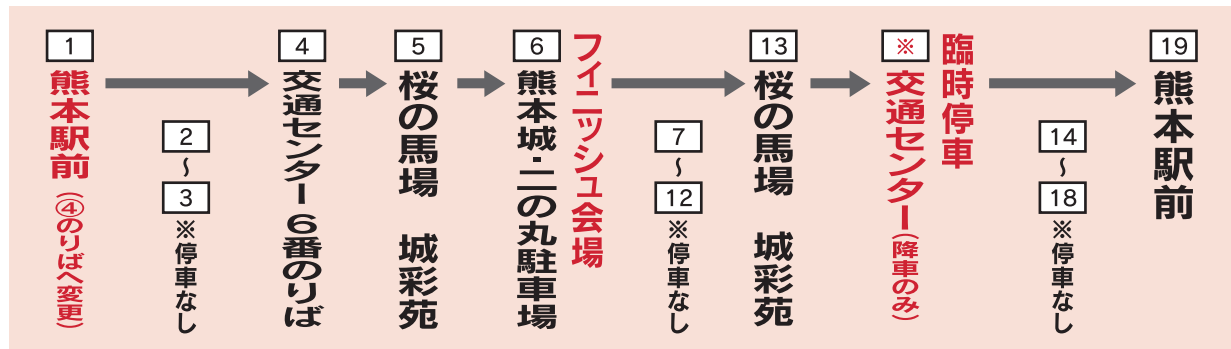 1
熊本駅前(④のりばへ変更)
2
~
3
※停車なし
4
交通センター 6番のりば
5
桜の馬場 城彩苑
6
熊本城・二の丸駐車場
フィニッシュ会場
7
~
12
※停車なし
13
桜の馬場 城彩苑
※
交通センター(降車のみ)
臨時停車
14
~
18
※停車なし
19
熊本駅前